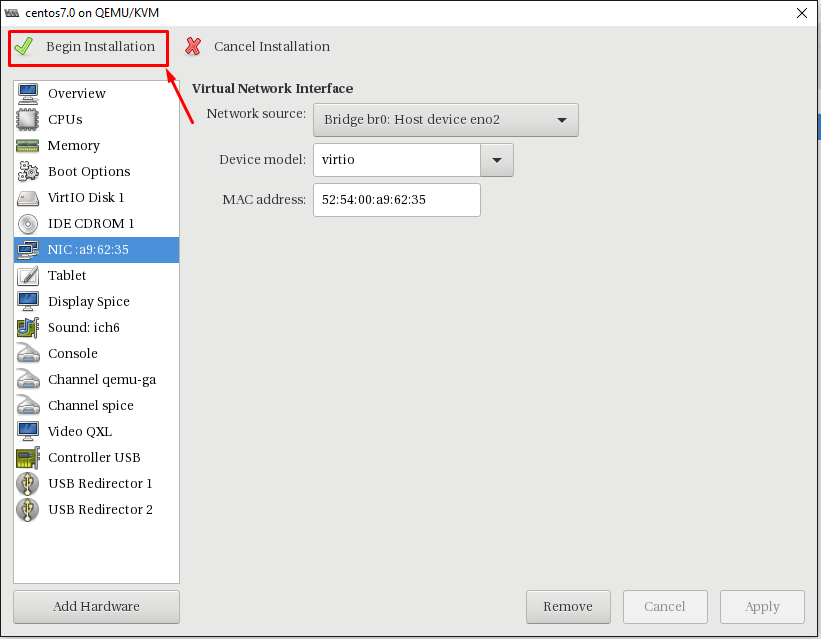 centos7.0 on QEMU/KVM
Begin Installation
Cancel Installation
Overview
CPUs
Memory
Boot Options
VirtIO Disk 1
IDE CDROM 1
NIC :a9:62:35
Tablet
Display Spice
Sound: ich6
Console
Channel qemu-ga
Channel spice
Video QXL
Controller USB
USB Redirector 1
USB Redirector 2
Add Hardware
Virtual Network Interface
Network source: Bridge br0: Host device eno2
Device model: virtio
MAC address: 52:54:00:a9:62:35
Remove Cancel Apply